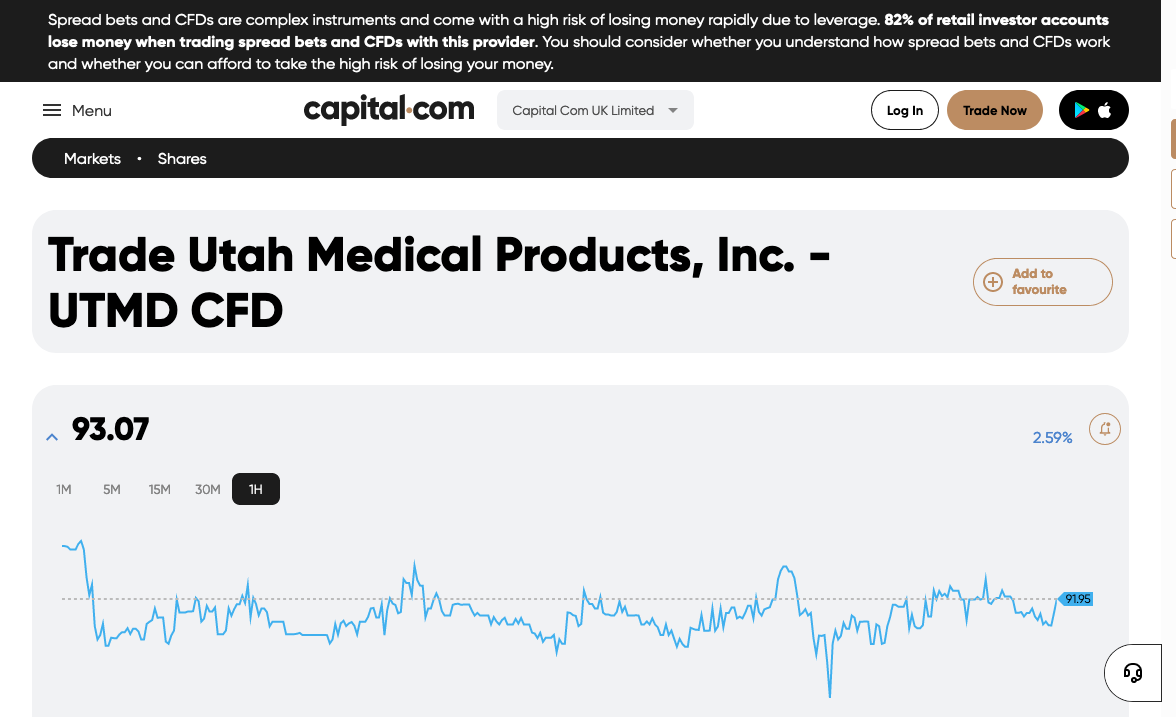 Spread bets and CFDs are complex instruments and come with a high risk of losing money rapidly due to leverage. 82% of retail investor accounts
lose money when trading spread bets and CFDs with this provider. You should consider whether you understand how spread bets and CFDs work
and whether you can afford to take the high risk of losing your money.
Menu
capital.com
Capital Com UK Limited
Log In
Trade Now
Markets • Shares
Trade Utah Medical Products, Inc. -
UTMD CFD
Add to
favourite
93.07
2.59%
1M 5M 15M 30M 1H
91.95